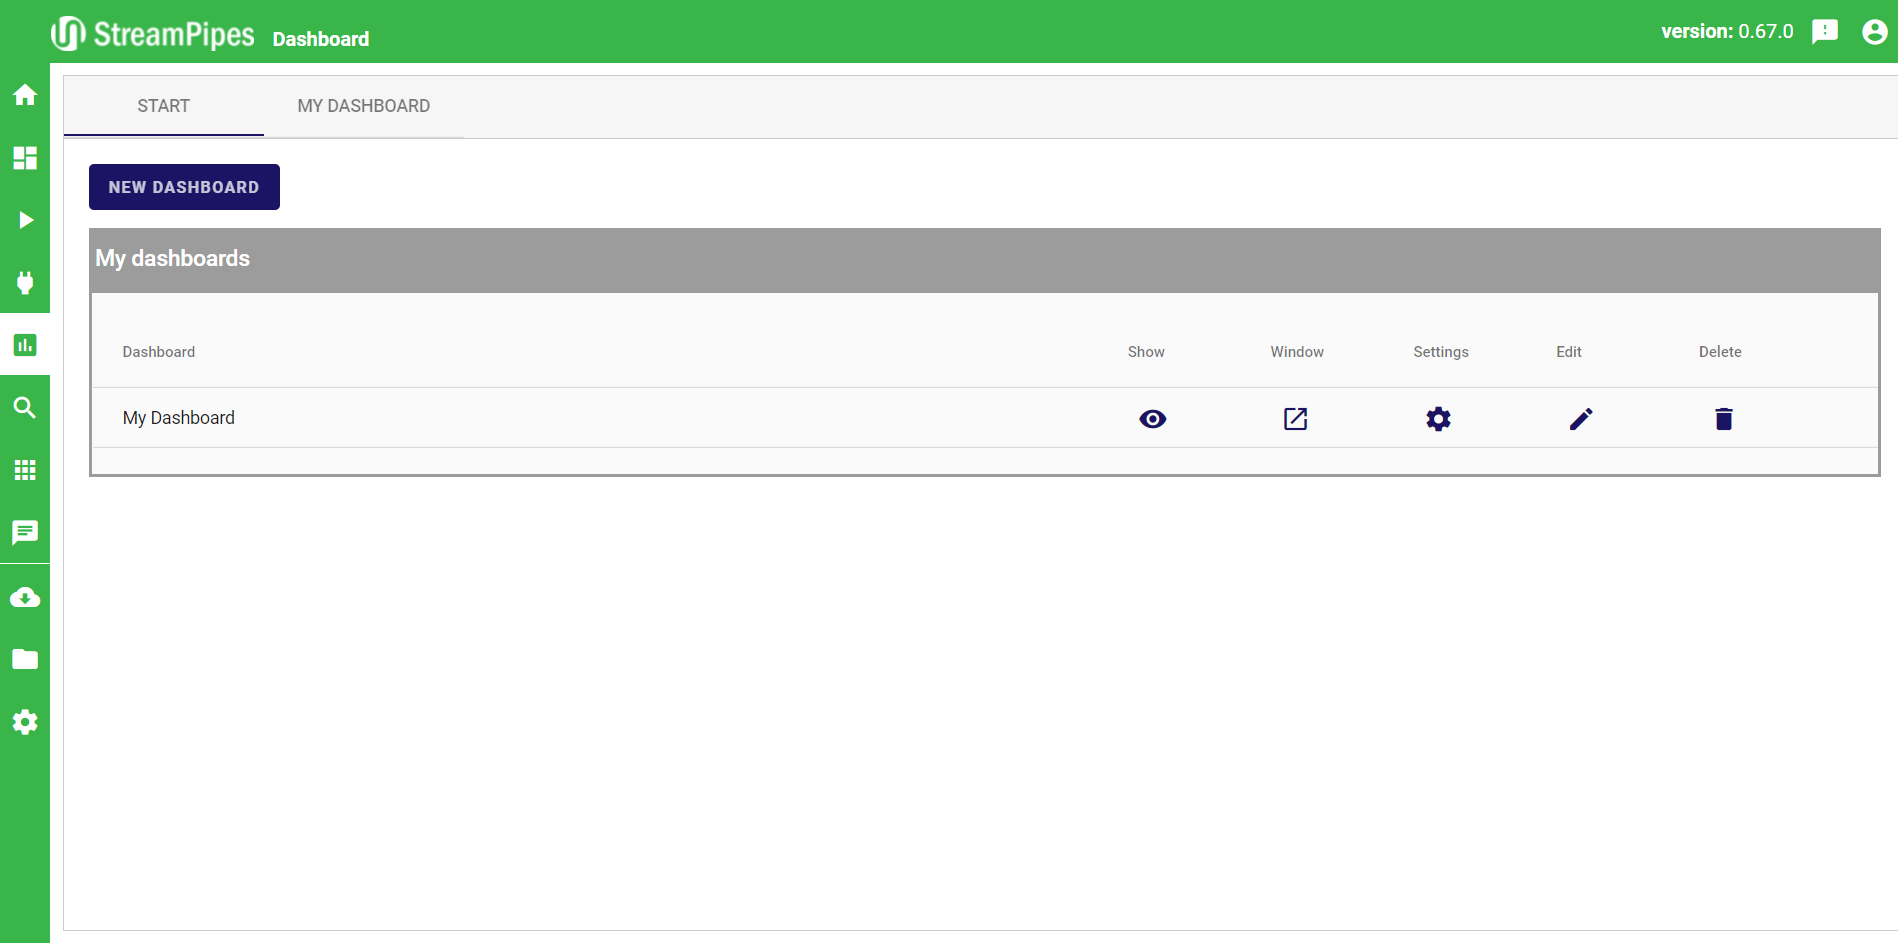 StreamPipes Dashboard
version: 0.67.0
START MY DASHBOARD
NEW DASHBOARD
My dashboards
Dashboard Show Window Settings Edit Delete
My Dashboard